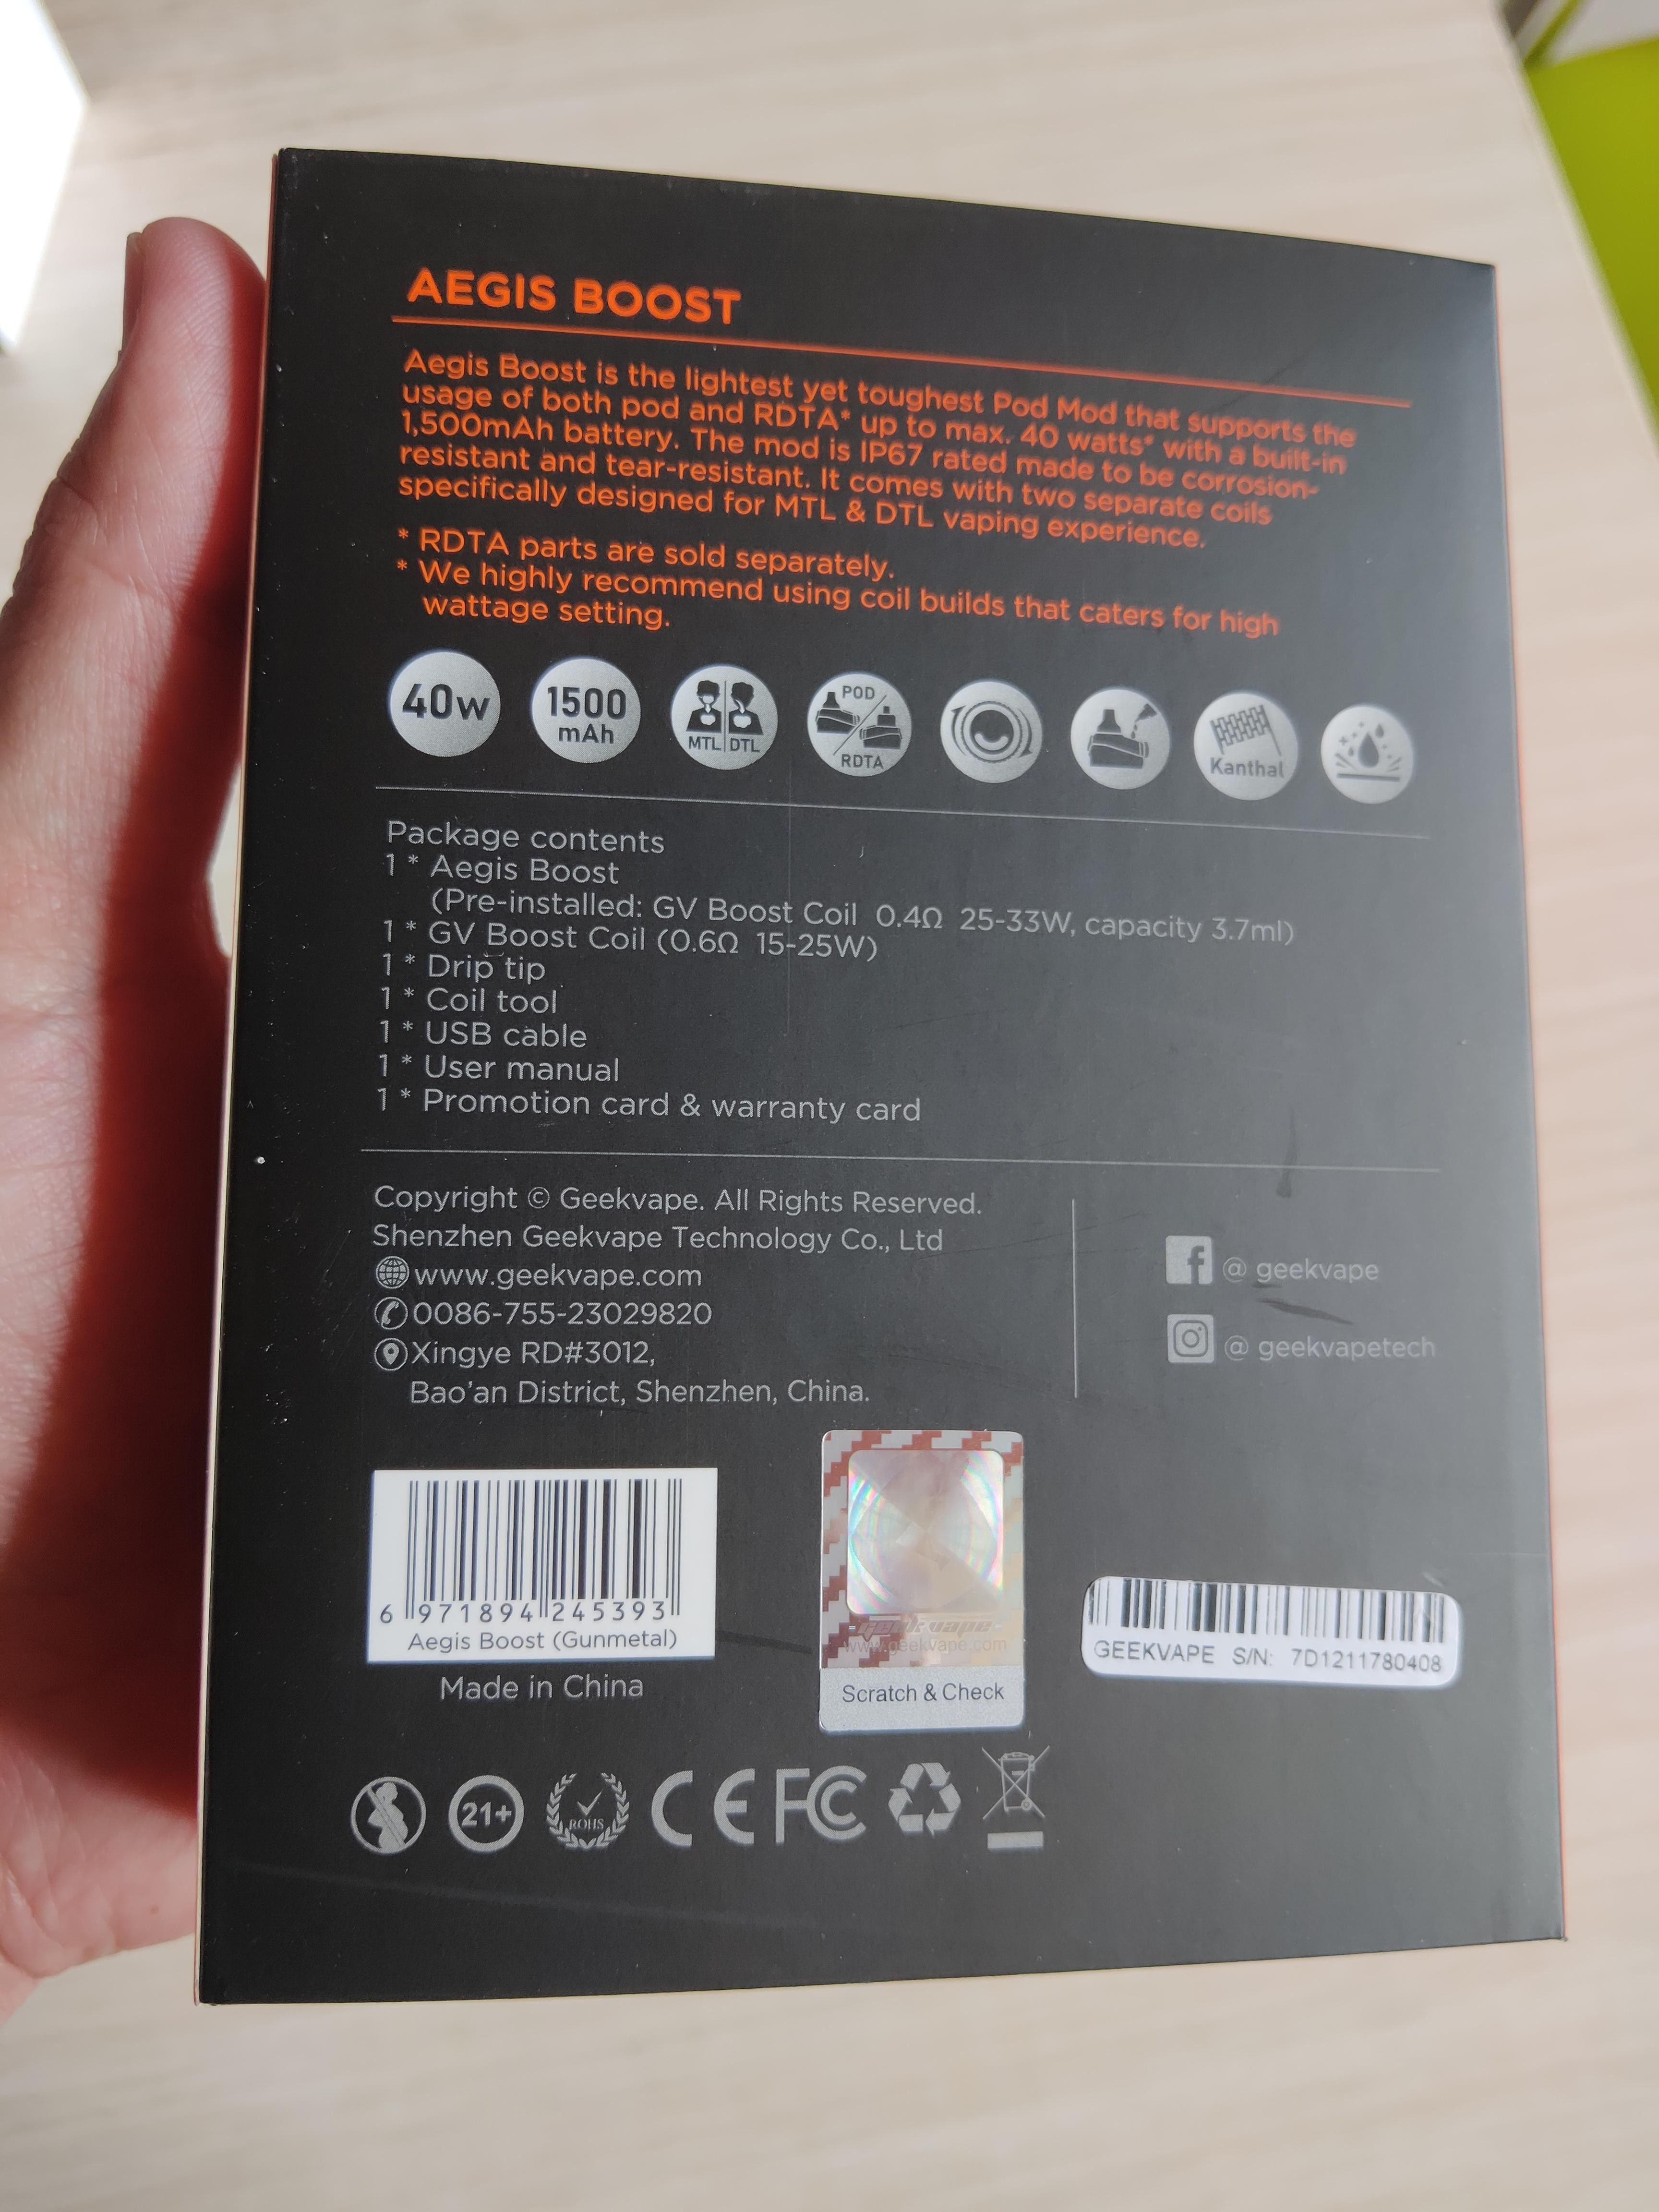 AEGIS BOOST
Aegis Boost is the lightest yet toughest Pod Mod that supports the
usage of both pod and RDTA* up to max. 40 watts* with a built-in
1,500mAh battery. The mod is IP67 rated made to be corrosion-
resistant and tear-resistant. It comes with two separate coils
specifically designed for MTL & DTL vaping experience.
* RDTA parts are sold separately.
* We highly recommend using coil builds that caters for high
wattage setting.
40w
1500
mAh
MTL DTL
POD
RDTA
Kanthal
Package contents
1 * Aegis Boost
(Pre-installed: GV Boost Coil 0.4Ω 25-33W, capacity 3.7ml)
1 * GV Boost Coil (0.6Ω 15-25W)
1 * Drip tip
1 * Coil tool
1 * USB cable
1 * User manual
1 * Promotion card & warranty card
Copyright © Geekvape. All Rights Reserved.
Shenzhen Geekvape Technology Co., Ltd
www.geekvape.com
0086-755-23029820
Xingye RD#3012,
Bao'an District, Shenzhen, China.
@ geekvape
@ geekvapetech
6 971894 245393
Aegis Boost (Gunmetal)
Made in China
geekvape
www.geekvape.com
Scratch & Check
GEEKVAPE S/N: 7D1211780408
21+
ROHS
CE FC